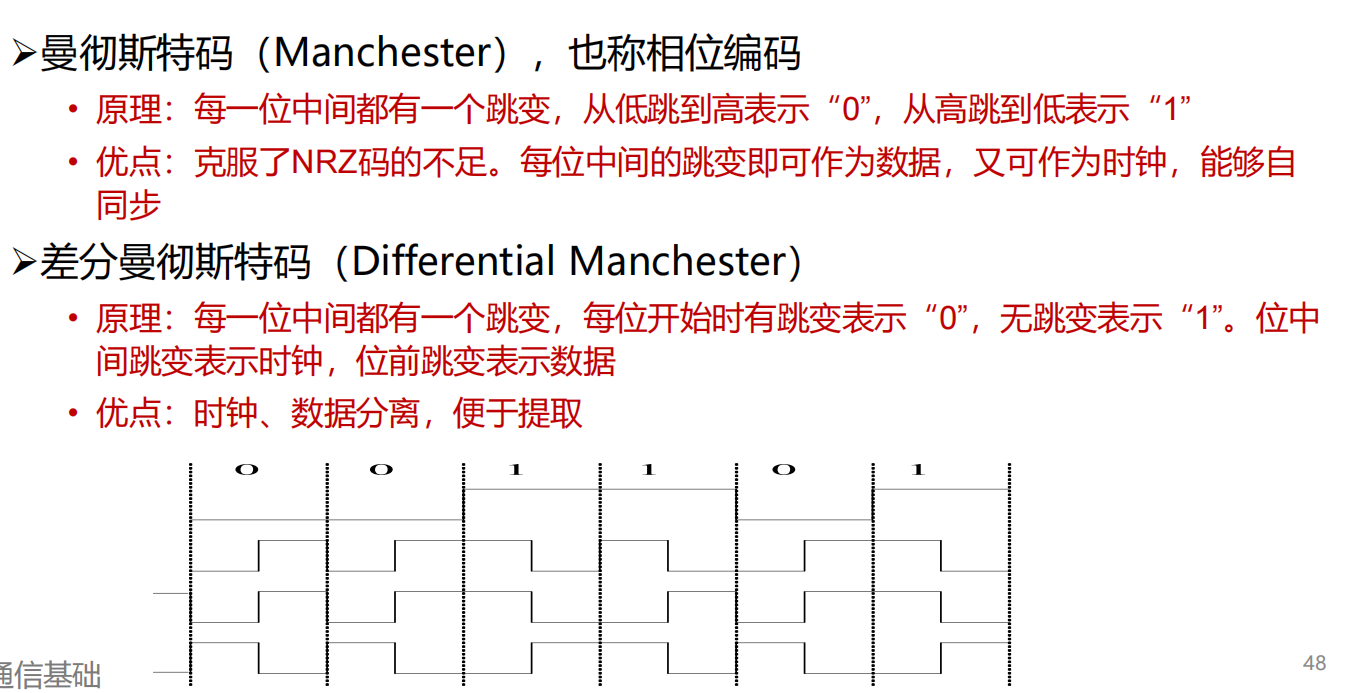 ➢曼彻斯特码（Manchester），也称相位编码
• 原理：每一位中间都有一个跳变，从低跳到高表示“0”，从高跳到低表示“1”
• 优点：克服了NRZ码的不足。每位中间的跳变即可作为数据，又可作为时钟，能够自
同步
➢差分曼彻斯特码（Differential Manchester）
• 原理：每一位中间都有一个跳变，每位开始时有跳变表示“0”，无跳变表示“1”。位中
间跳变表示时钟，位前跳变表示数据
• 优点：时钟、数据分离，便于提取
0 0 1 1 0 1
通信基础
48